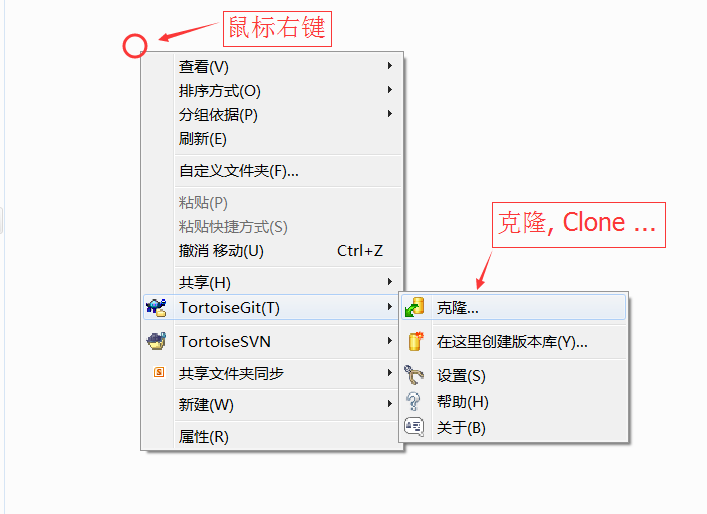 鼠标右键
查看(V)
排序方式(O)
分组依据(P)
刷新(E)
自定义文件夹(F)...
粘贴(P)
粘贴快捷方式(S)
撤消 移动(U) Ctrl+Z
共享(H)
TortoiseGit(T)
TortoiseSVN
共享文件夹同步
新建(W)
属性(R)
克隆, Clone ...
克隆...
在这里创建版本库(Y)...
设置(S)
帮助(H)
关于(B)